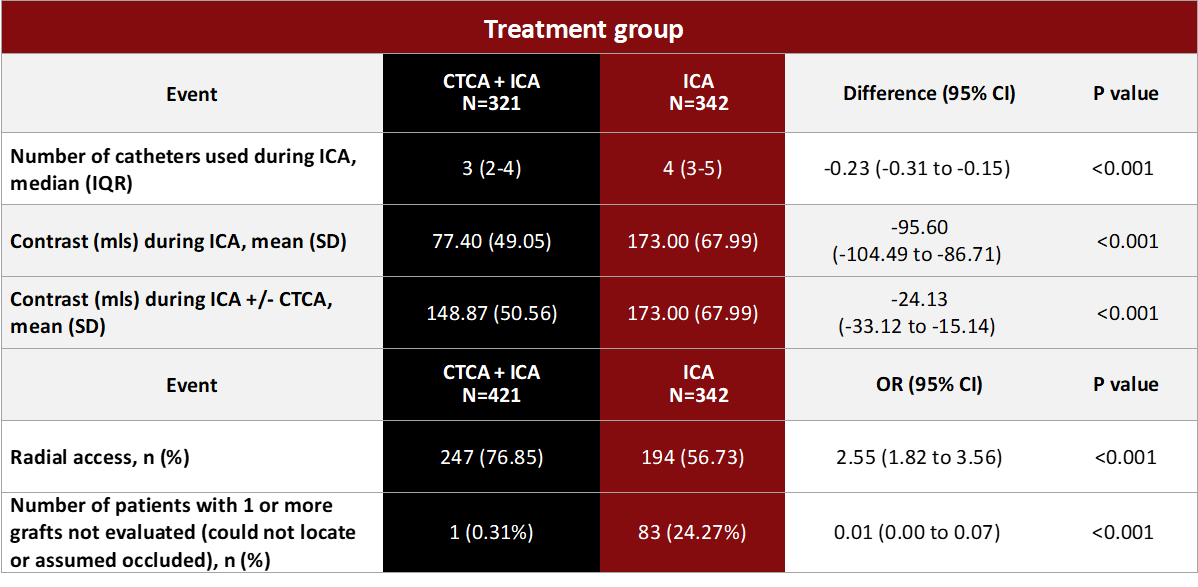 Treatment group
Event
CTCA + ICA
N=321
ICA
N=342
Difference (95% CI)
P value
Number of catheters used during ICA,
median (IQR)
3 (2-4)
4 (3-5)
-0.23 (-0.31 to -0.15)
<0.001
Contrast (mls) during ICA, mean (SD)
77.40 (49.05)
173.00 (67.99)
-95.60
(-104.49 to -86.71)
<0.001
Contrast (mls) during ICA +/- CTCA,
mean (SD)
148.87 (50.56)
173.00 (67.99)
-24.13
(-33.12 to -15.14)
<0.001
Event
CTCA + ICA
N=421
ICA
N=342
OR (95% CI)
P value
Radial access, n (%)
247 (76.85)
194 (56.73)
2.55 (1.82 to 3.56)
<0.001
Number of patients with 1 or more
grafts not evaluated (could not locate
or assumed occluded), n (%)
1 (0.31%)
83 (24.27%)
0.01 (0.00 to 0.07)
<0.001